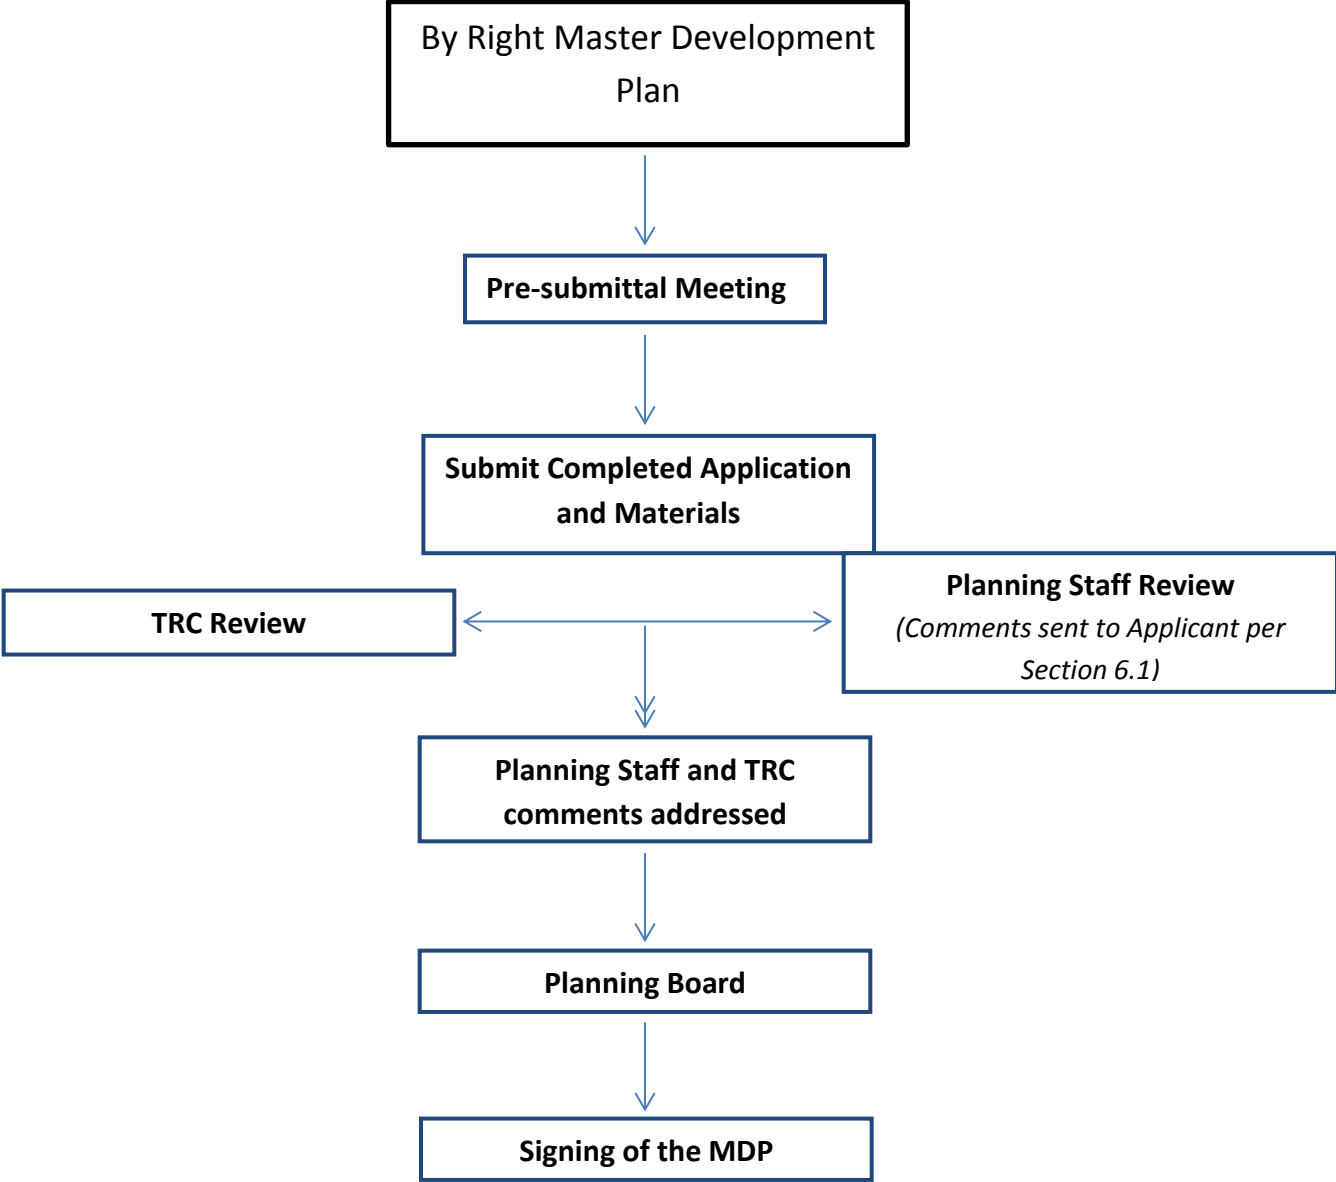 By Right Master Development
Plan
Pre-submittal Meeting
Submit Completed Application
and Materials
TRC Review
Planning Staff Review
(Comments sent to Applicant per
Section 6.1)
Planning Staff and TRC
comments addressed
Planning Board
Signing of the MDP